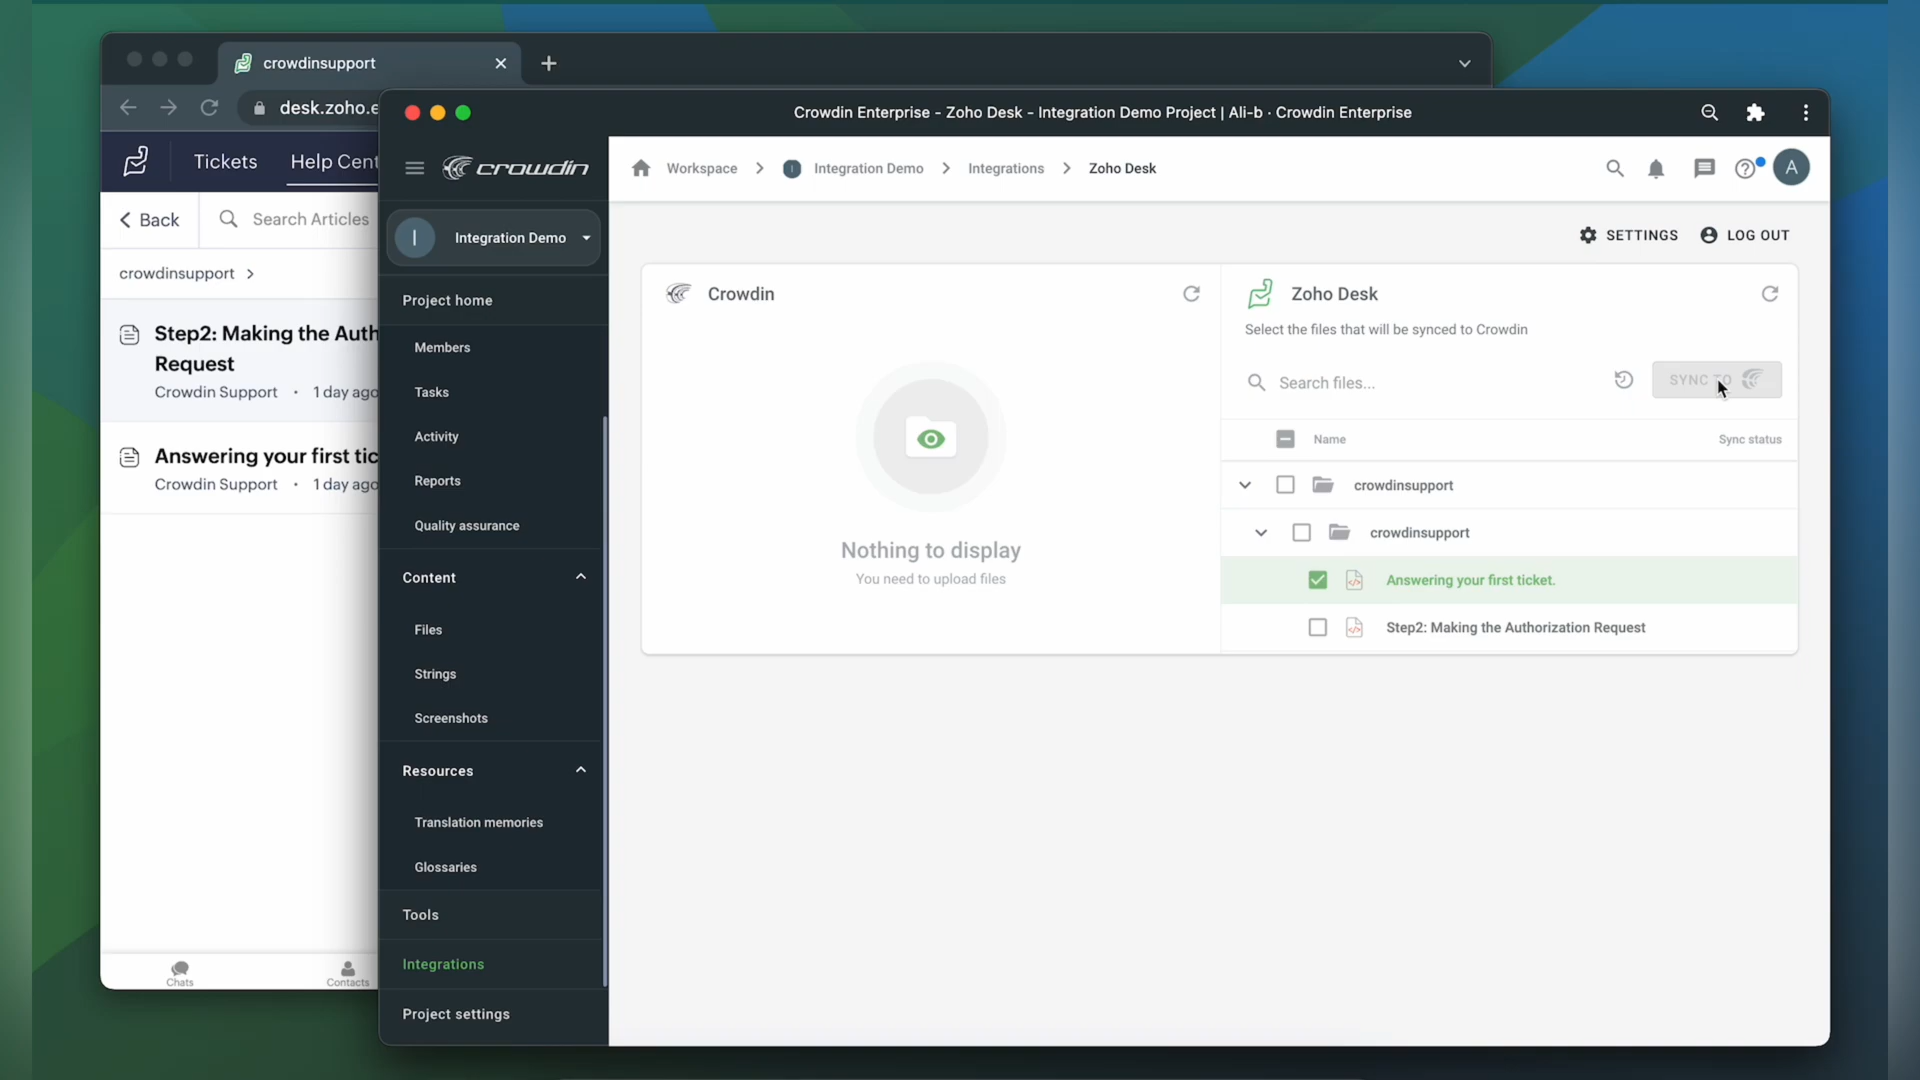 crowdinsupport
desk.zoho.e
Tickets
Help Cent
Back
Search Articles
crowdinsupport
Step2: Making the Auth
Request
Crowdin Support • 1 day ago
Answering your first tic
Crowdin Support • 1 day ago
Chats
Contacts
Crowdin Enterprise - Zoho Desk - Integration Demo Project | Ali-b · Crowdin Enterprise
crowdin
I
Integration Demo
Project home
Members
Tasks
Activity
Reports
Quality assurance
Content
Files
Strings
Screenshots
Resources
Translation memories
Glossaries
Tools
Integrations
Project settings
Workspace
I
Integration Demo
Integrations
Zoho Desk
A
SETTINGS
LOG OUT
Crowdin
Nothing to display
You need to upload files
Zoho Desk
Select the files that will be synced to Crowdin
Search files...
SYNC TO
Name
Sync status
crowdinsupport
crowdinsupport
Answering your first ticket.
Step2: Making the Authorization Request